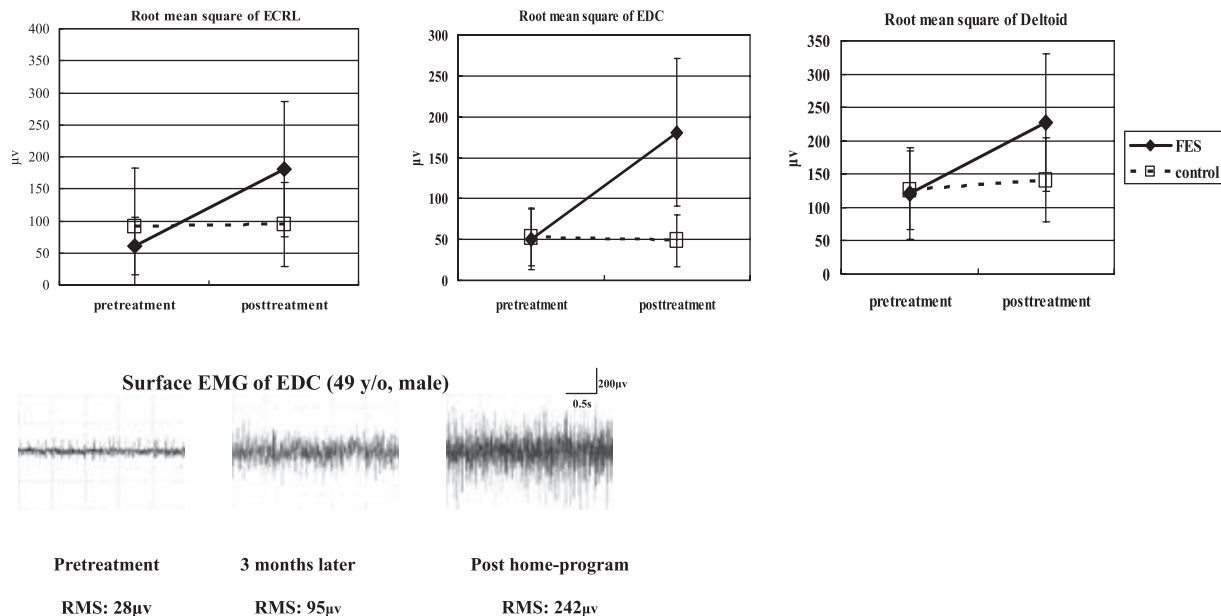 Root mean square of ECRL
400
350
300
250
200
150
100
50
0
μv
pretreatment posttreatment
Root mean square of EDC
300
250
200
150
100
50
0
μv
pretreatment posttreatment
Root mean square of Deltoid
350
300
250
200
150
100
50
0
μv
pretreatment posttreatment
FES
control
Surface EMG of EDC (49 y/o, male)
200μv
0.5s
Pretreatment 3 months later Post home-program
RMS: 28μv RMS: 95μv RMS: 242μv